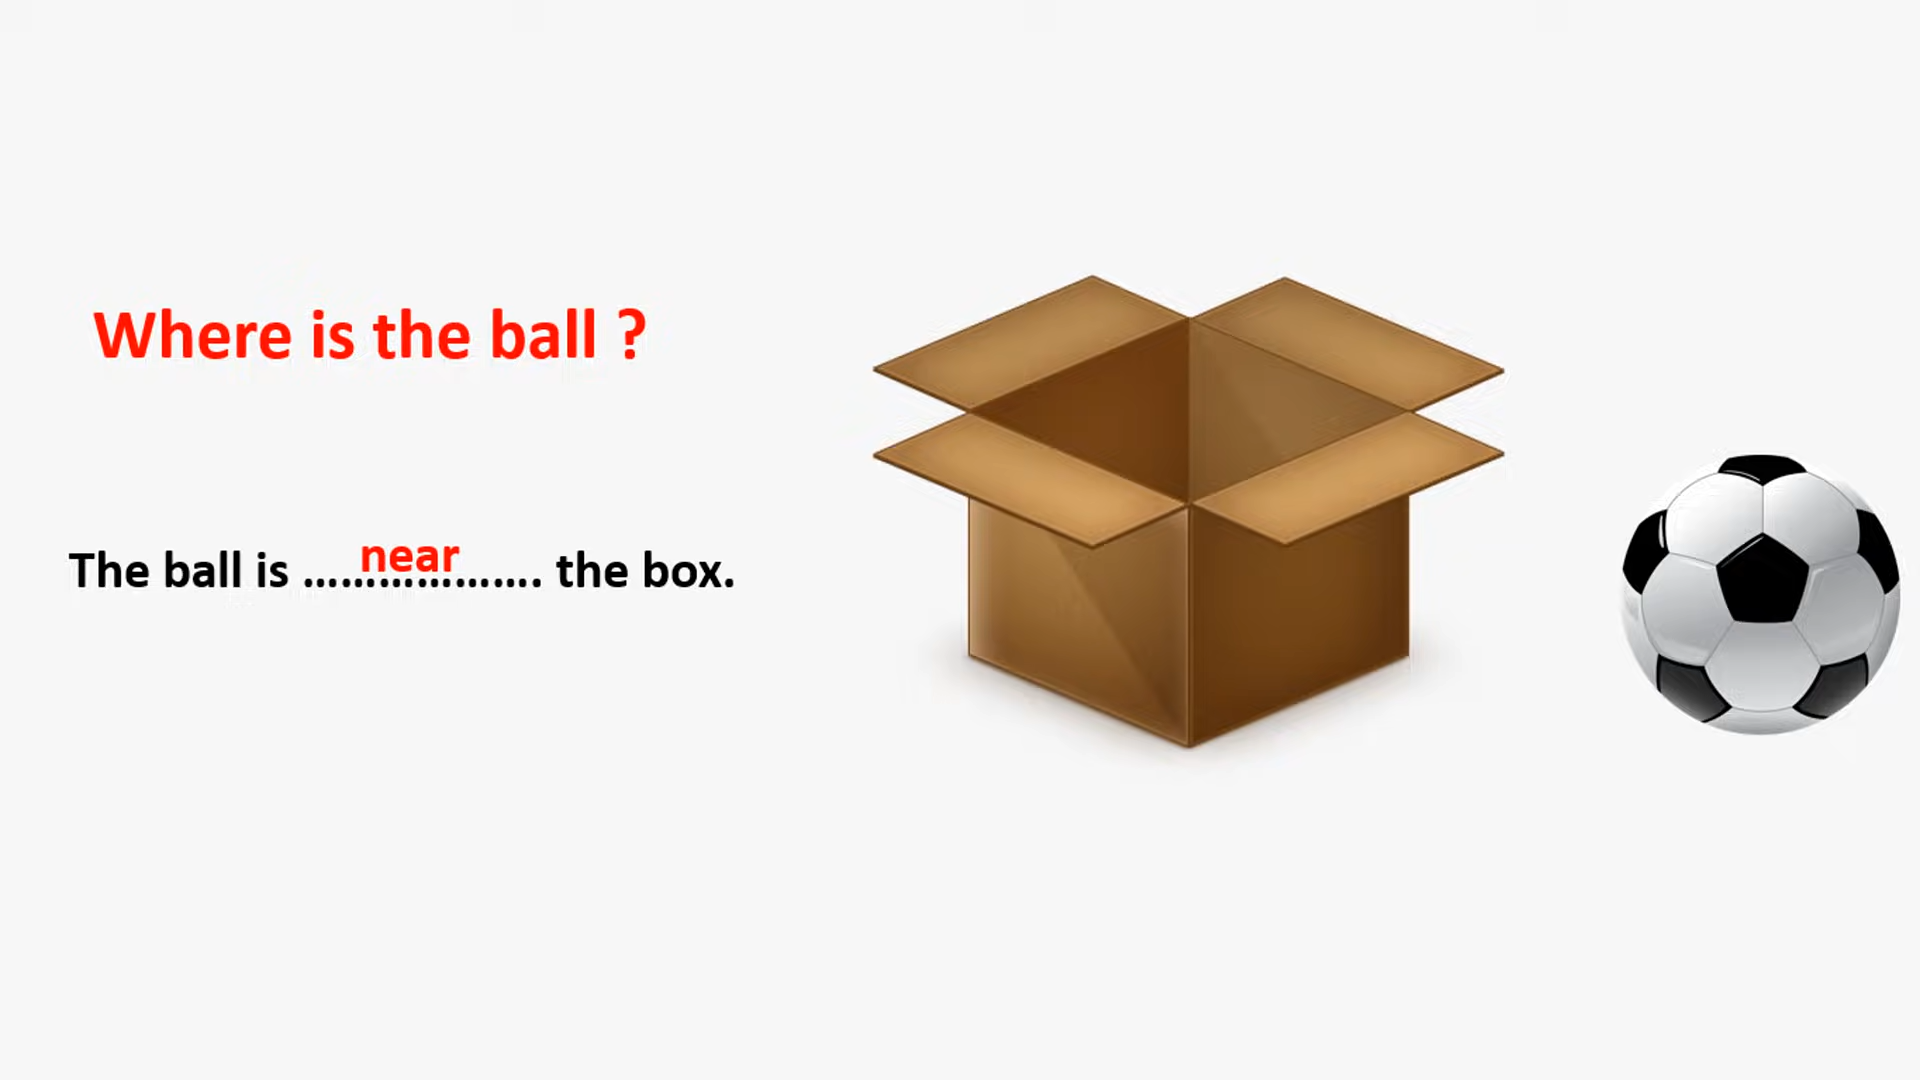 Where is the ball ?
The ball is ......near.......... the box.